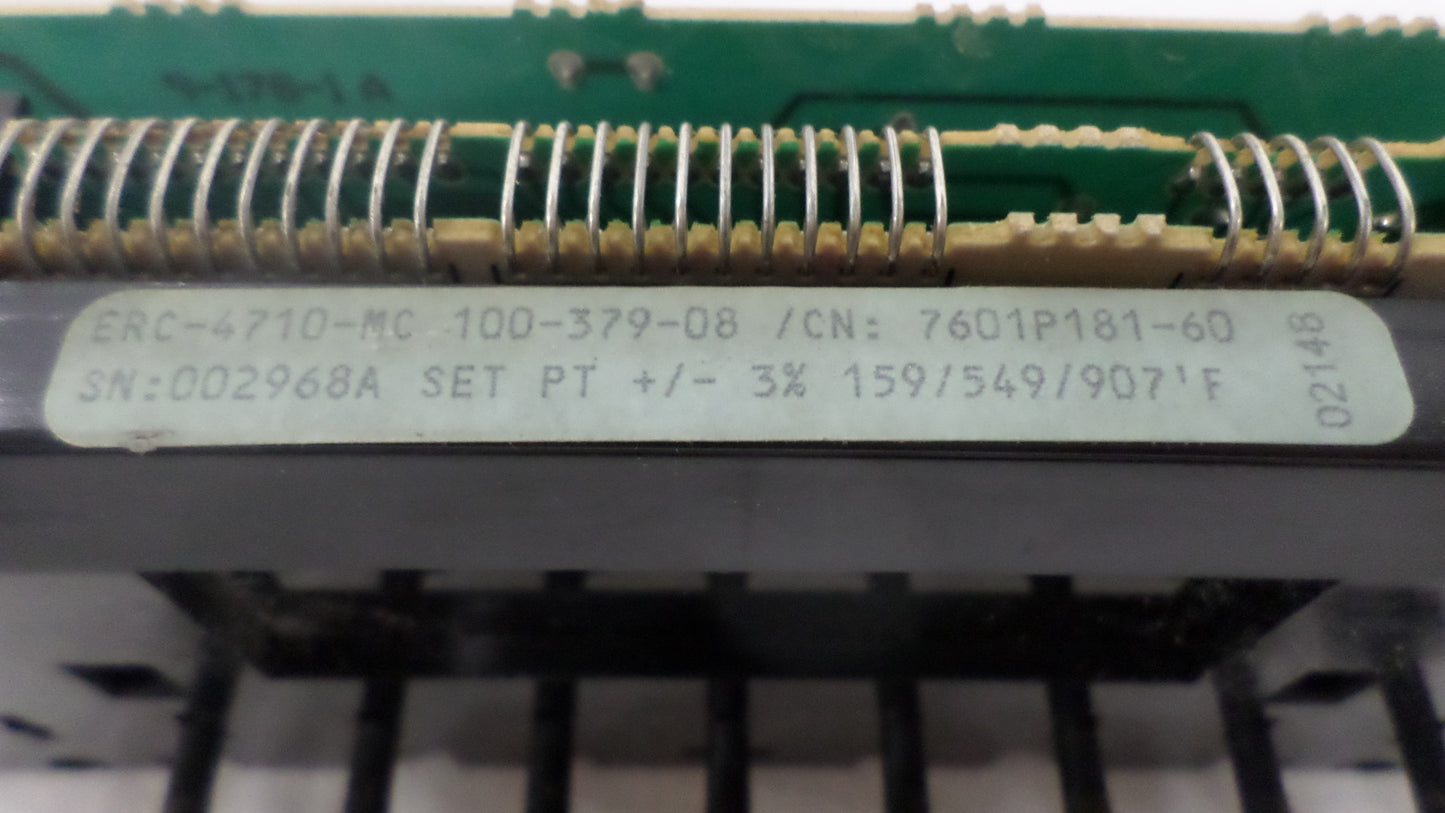 ERC-4710-MC 100-379-08 /CN: 7601P181-60
SN:002968A SET PT +/- 3% 159/549/907'F
02148